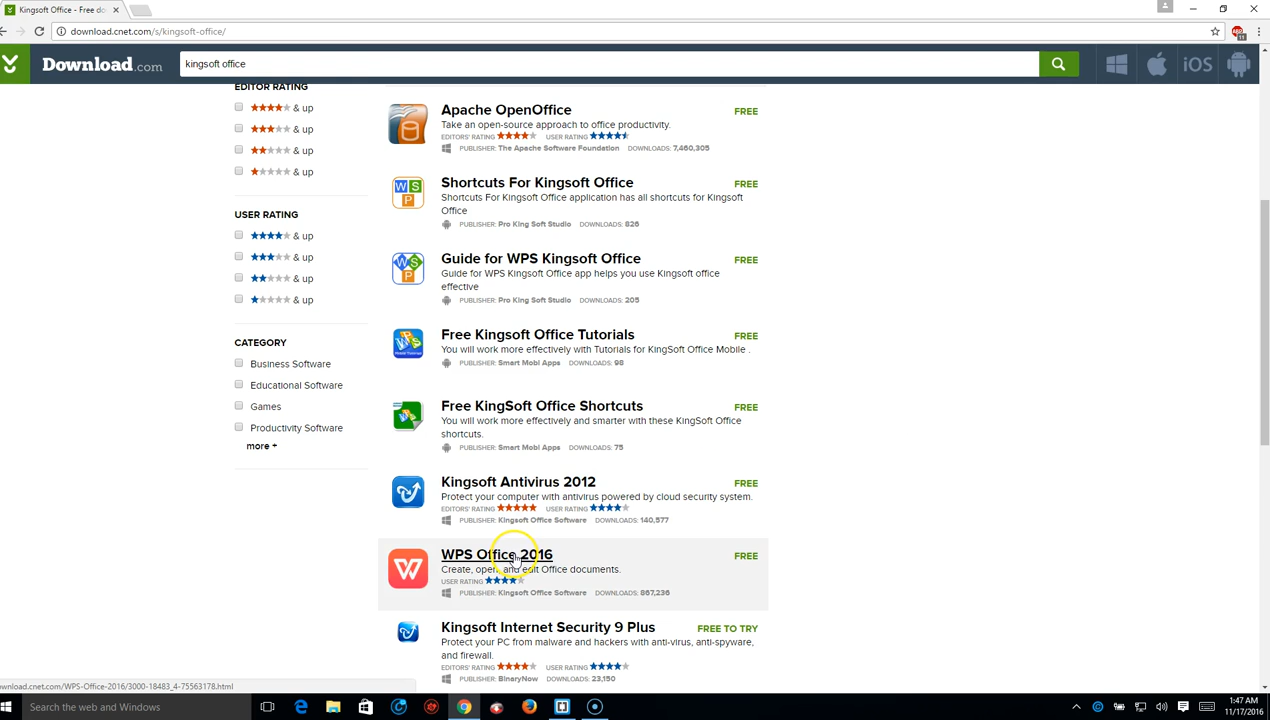 Kingsoft Office - Free do
download.cnet.com/s/kingsoft-office/
11
Download.com
kingsoft office
iOS
EDITOR RATING
& up
& up
& up
& up
USER RATING
& up
& up
& up
& up
CATEGORY
Business Software
Educational Software
Games
Productivity Software
more +
Apache OpenOffice
FREE
Take an open-source approach to office productivity.
EDITORS' RATING USER RATING
PUBLISHER: The Apache Software Foundation DOWNLOADS: 7,460,305
W S
P
Shortcuts For Kingsoft Office
FREE
Shortcuts For Kingsoft Office application has all shortcuts for Kingsoft
Office
PUBLISHER: Pro King Soft Studio DOWNLOADS: 826
W S
P
Guide for WPS Kingsoft Office
FREE
Guide for WPS Kingsoft Office app helps you use Kingsoft office
effective
PUBLISHER: Pro King Soft Studio DOWNLOADS: 205
Free Kingsoft Office Tutorials
FREE
You will work more effectively with Tutorials for KingSoft Office Mobile .
PUBLISHER: Smart Mobi Apps DOWNLOADS: 98
Free KingSoft Office Shortcuts
FREE
You will work more effectively and smarter with these KingSoft Office
shortcuts.
PUBLISHER: Smart Mobi Apps DOWNLOADS: 75
Kingsoft Antivirus 2012
FREE
Protect your computer with antivirus powered by cloud security system.
EDITORS' RATING USER RATING
PUBLISHER: Kingsoft Office Software DOWNLOADS: 140,577
W
WPS Office 2016
FREE
Create, open, and edit Office documents.
USER RATING
PUBLISHER: Kingsoft Office Software DOWNLOADS: 867,236
Kingsoft Internet Security 9 Plus
FREE TO TRY
Protect your PC from malware and hackers with anti-virus, anti-spyware,
and firewall.
EDITORS' RATING USER RATING
PUBLISHER: BinaryNow DOWNLOADS: 23,150
ownload.cnet.com/WPS-Office-2016/3000-18483_4-75563178.html
Search the web and Windows
1:47 AM
11/17/2016